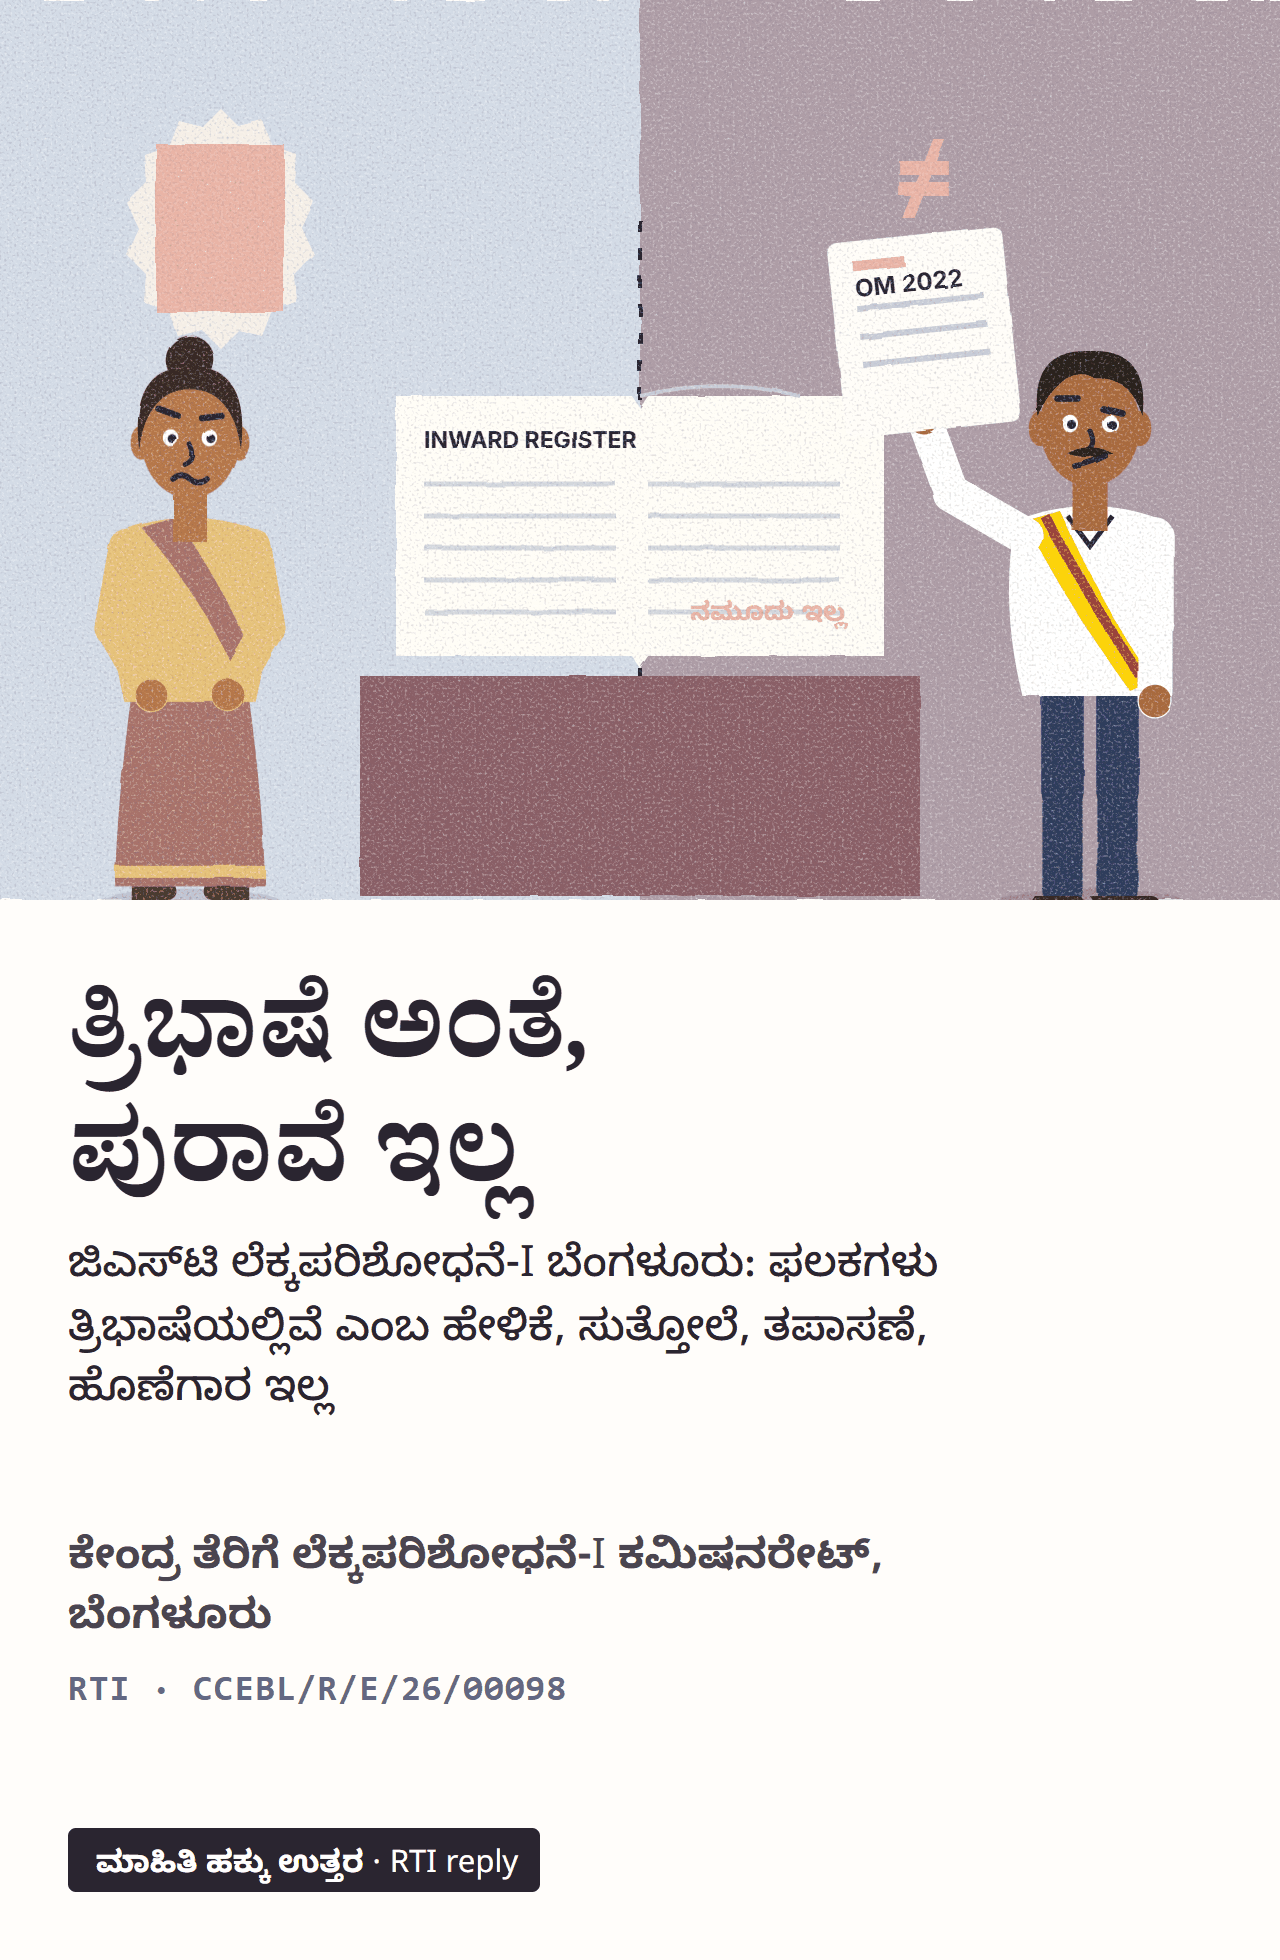 ≠
OM 2022
INWARD REGISTER
ನಮೂದು ಇಲ್ಲ
ತ್ರಿಭಾಷೆ ಅಂತೆ,
ಪುರಾವೆ ಇಲ್ಲ
ಜಿಎಸ್‌ಟಿ ಲೆಕ್ಕಪರಿಶೋಧನೆ-I ಬೆಂಗಳೂರು: ಫಲಕಗಳು
ತ್ರಿಭಾಷೆಯಲ್ಲಿವೆ ಎಂಬ ಹೇಳಿಕೆ, ಸುತ್ತೋಲೆ, ತಪಾಸಣೆ,
ಹೊಣೆಗಾರ ಇಲ್ಲ
ಕೇಂದ್ರ ತೆರಿಗೆ ಲೆಕ್ಕಪರಿಶೋಧನೆ-I ಕಮಿಷನರೇಟ್,
ಬೆಂಗಳೂರು
RTI · CCEBL/R/E/26/00098
ಮಾಹಿತಿ ಹಕ್ಕು ಉತ್ತರ · RTI reply